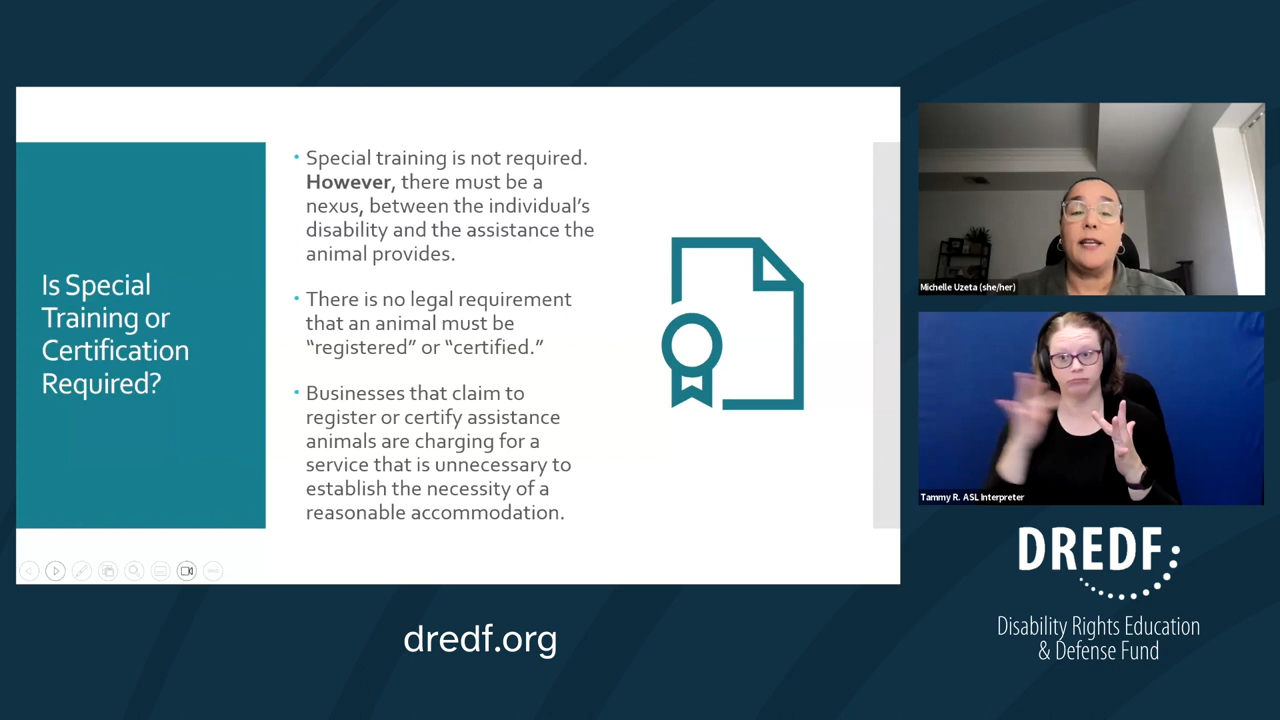 Is Special
Training or
Certification
Required?
• Special training is not required.
However, there must be a
nexus, between the individual's
disability and the assistance the
animal provides.
• There is no legal requirement
that an animal must be
“registered” or “certified.”
• Businesses that claim to
register or certify assistance
animals are charging for a
service that is unnecessary to
establish the necessity of a
reasonable accommodation.
Michelle Uzeta (she/her)
Tammy R. ASL Interpreter
DREDF
Disability Rights Education
& Defense Fund
dredf.org